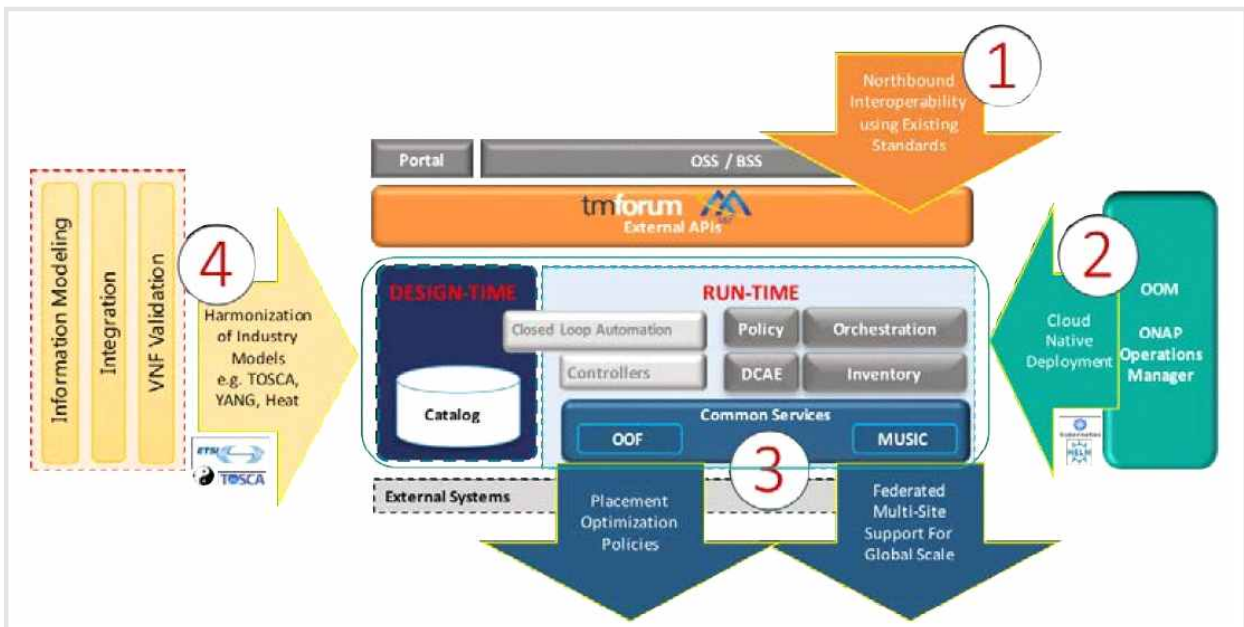 1
Northbound
Interoperability
using Existing
Standards
Portal
OSS / BSS
tmforum
External APIs
Information Modeling
Integration
VNF Validation
4
Harmonization
of Industry
Models
e.g. TOSCA,
YANG, Heat
ETSI
TOSCA
DESIGN-TIME
Catalog
RUN-TIME
Closed Loop Automation
Policy
Orchestration
Controllers
DCAE
Inventory
Common Services
OOF
MUSIC
2
Cloud
Native
Deployment
kubernetes
HELM
OOM
ONAP
Operations
Manager
3
External Systems
Placement
Optimization
Policies
Federated
Multi-Site
Support For
Global Scale